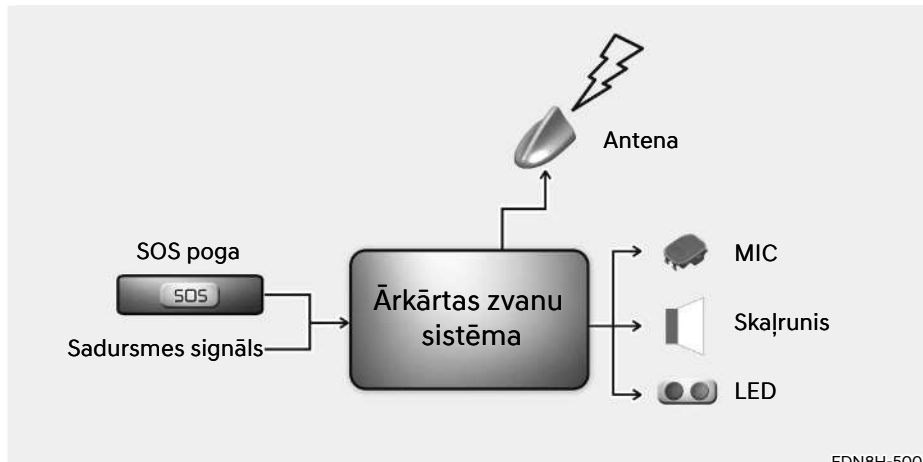 Antena
SOS poga
SOS
Sadursmes signāls
Ārkārtas zvanu
sistēma
MIC
Skaļrunis
LED